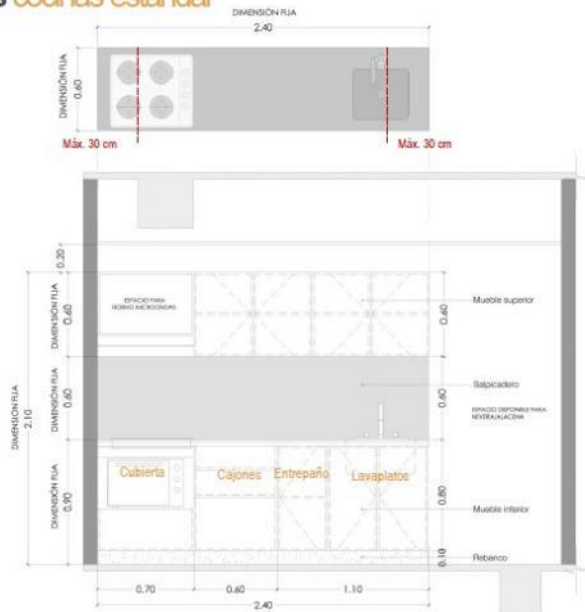 s cocinas estándar
DIMENSIÓN FIJA
2.40
DIMENSIÓN FIJA
0.60
Máx. 30 cm
Máx. 30 cm
0.20
DIMENSIÓN FIJA
2.10
DIMENSIÓN FIJA
0.60
ESPACIO PARA
HORNO MICROONDAS
0.60
Mueble superior
DIMENSIÓN FIJA
0.60
0.60
Salpicadero
ESPACIO DISPONIBLE PARA
NEVERA/ALACENA
DIMENSIÓN FIJA
0.90
Cubierta
Cajones
Entrepaño
Lavaplatos
0.80
Mueble inferior
0.10
Rebanco
0.70
0.60
1.10
2.40